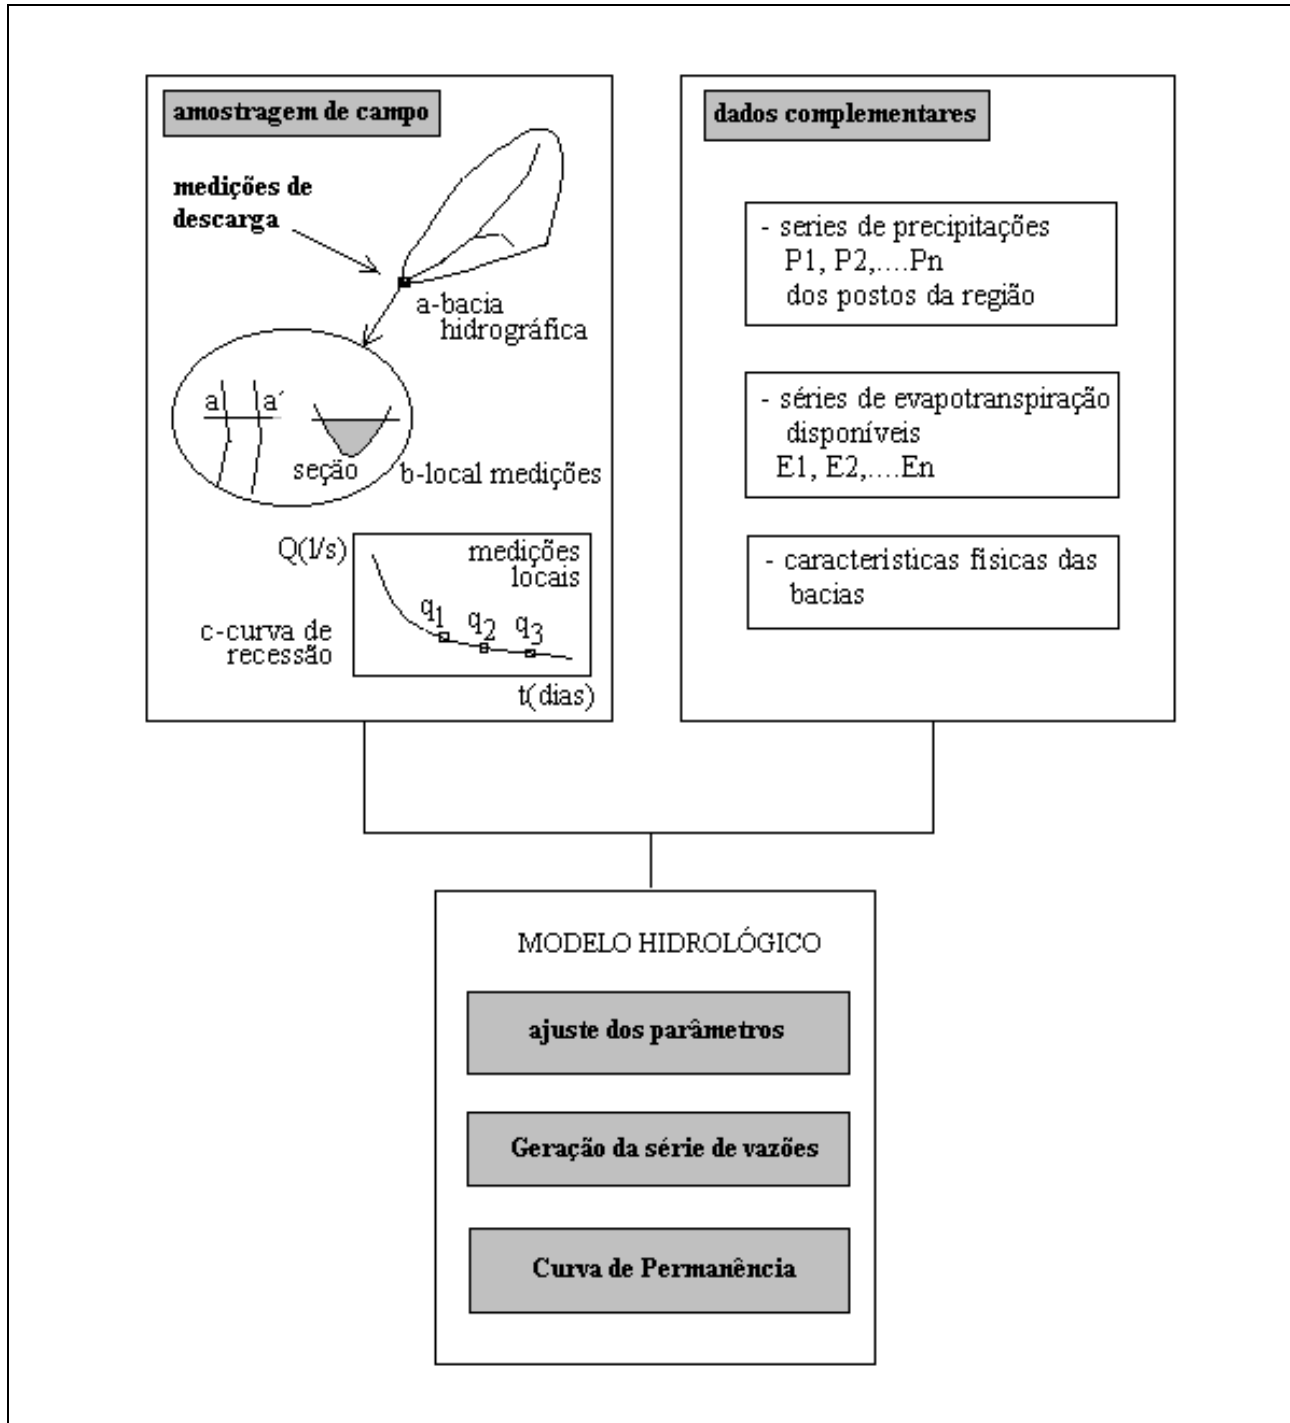 amostragem de campo
medições de
descarga
a-bacia
hidrográfica
a a´
seção
b-local medições
Q(l/s)
medições
locais
q1 q2 q3
c-curva de
recessão
t(dias)
dados complementares
- series de precipitações
P1, P2,....Pn
dos postos da região
- séries de evapotranspiração
disponíveis
E1, E2,....En
- características físicas das
bacias
MODELO HIDROLÓGICO
ajuste dos parâmetros
Geração da série de vazões
Curva de Permanência